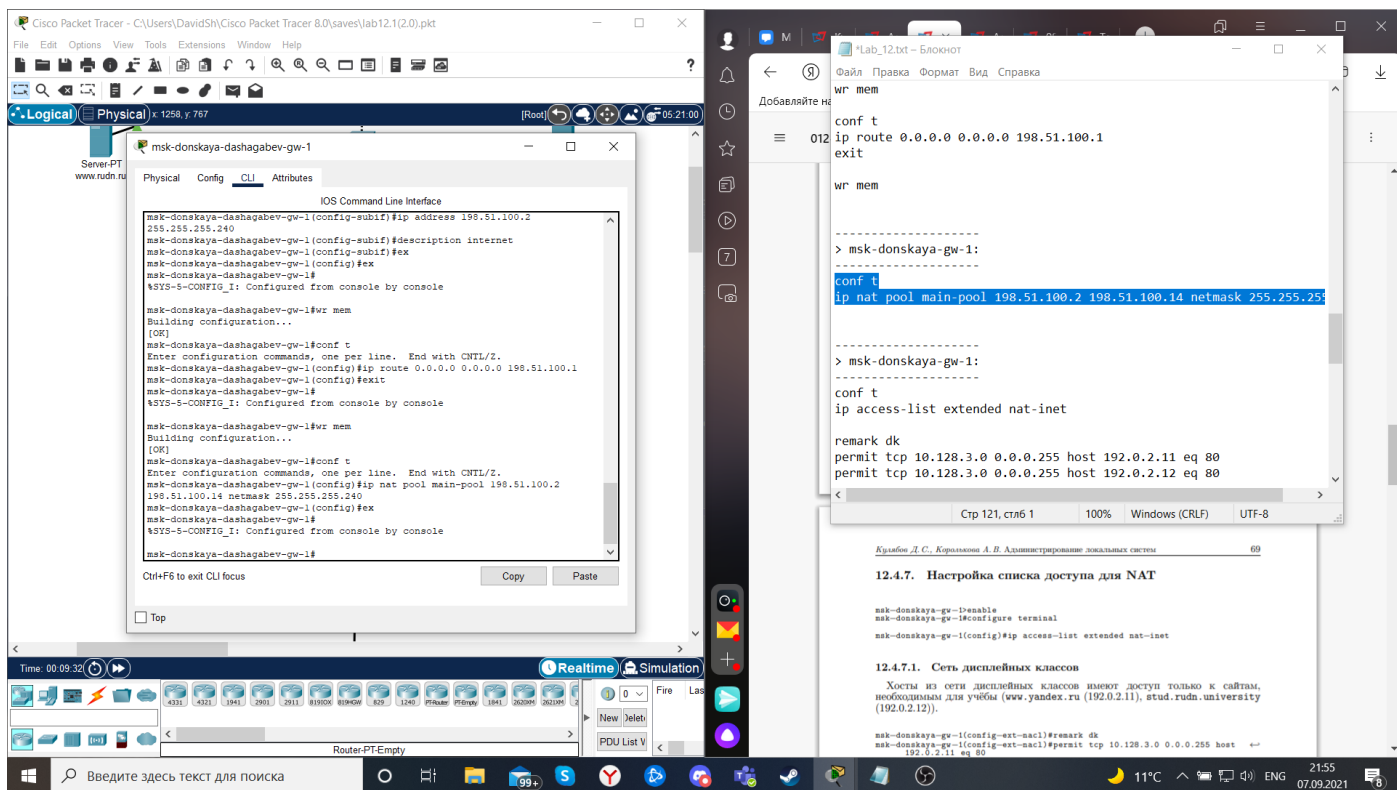 Cisco Packet Tracer - C:\Users\DavidSh\Cisco Packet Tracer 8.0\saves\lab12.1(2.0).pkt
File Edit Options View Tools Extensions Window Help
Logical Physical x: 1258, y: 767 [Root] 05:21:00
Server-PT
www.rudn.ru
msk-donskaya-dashagabev-gw-1
Physical Config CLI Attributes
IOS Command Line Interface
msk-donskaya-dashagabev-gw-1(config-subif)#ip address 198.51.100.2
255.255.255.240
msk-donskaya-dashagabev-gw-1(config-subif)#description internet
msk-donskaya-dashagabev-gw-1(config-subif)#ex
msk-donskaya-dashagabev-gw-1(config)#ex
msk-donskaya-dashagabev-gw-1#
%SYS-5-CONFIG_I: Configured from console by console
msk-donskaya-dashagabev-gw-1#wr mem
Building configuration...
[OK]
msk-donskaya-dashagabev-gw-1#conf t
Enter configuration commands, one per line. End with CNTL/Z.
msk-donskaya-dashagabev-gw-1(config)#ip route 0.0.0.0 0.0.0.0 198.51.100.1
msk-donskaya-dashagabev-gw-1(config)#exit
msk-donskaya-dashagabev-gw-1#
%SYS-5-CONFIG_I: Configured from console by console
msk-donskaya-dashagabev-gw-1#wr mem
Building configuration...
[OK]
msk-donskaya-dashagabev-gw-1#conf t
Enter configuration commands, one per line. End with CNTL/Z.
msk-donskaya-dashagabev-gw-1(config)#ip nat pool main-pool 198.51.100.2
198.51.100.14 netmask 255.255.255.240
msk-donskaya-dashagabev-gw-1(config)#ex
msk-donskaya-dashagabev-gw-1#
%SYS-5-CONFIG_I: Configured from console by console
msk-donskaya-dashagabev-gw-1#
Ctrl+F6 to exit CLI focus Copy Paste
Top
Time: 00:09:32 Realtime Simulation
4331 4321 1941 2901 2911 819IOX 819HGW 829 1240 PT-Router PT-Empty 1841 2620XM 2621XM
0 Fire Las
New
PDU List
Router-PT-Empty
М
Добавляйте на
012
7
*Lab_12.txt – Блокнот
Файл Правка Формат Вид Справка
wr mem
conf t
ip route 0.0.0.0 0.0.0.0 198.51.100.1
exit
wr mem
--------------------
> msk-donskaya-gw-1:
--------------------
conf t
ip nat pool main-pool 198.51.100.2 198.51.100.14 netmask 255.255.255
--------------------
> msk-donskaya-gw-1:
--------------------
conf t
ip access-list extended nat-inet
remark dk
permit tcp 10.128.3.0 0.0.0.255 host 192.0.2.11 eq 80
permit tcp 10.128.3.0 0.0.0.255 host 192.0.2.12 eq 80
Стр 121, стлб 1 100% Windows (CRLF) UTF-8
Кулябов Д. С., Королькова А. В. Администрирование локальных систем 69
12.4.7. Настройка списка доступа для NAT
msk-donskaya-gw-1>enable
msk-donskaya-gw-1#configure terminal
msk-donskaya-gw-1(config)#ip access-list extended nat-inet
12.4.7.1. Сеть дисплейных классов
Хосты из сети дисплейных классов имеют доступ только к сайтам,
необходимым для учёбы (www.yandex.ru (192.0.2.11), stud.rudn.university
(192.0.2.12)).
msk-donskaya-gw-1(config-ext-nacl)#remark dk
msk-donskaya-gw-1(config-ext-nacl)#permit tcp 10.128.3.0 0.0.0.255 host ↩
192.0.2.11 eq 80
Введите здесь текст для поиска
99+
11°C ENG 21:55
07.09.2021
8